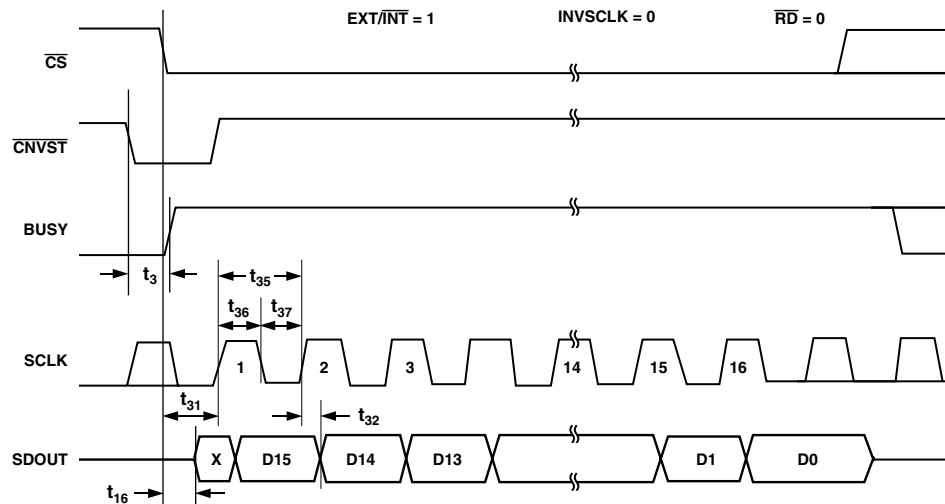 EXT/INT = 1 INVSCLK = 0 RD = 0
CS
CNVST
BUSY
t3
t35
t36 t37
SCLK
1 2 3 14 15 16
t31
t32
SDOUT
X D15 D14 D13 D1 D0
t16